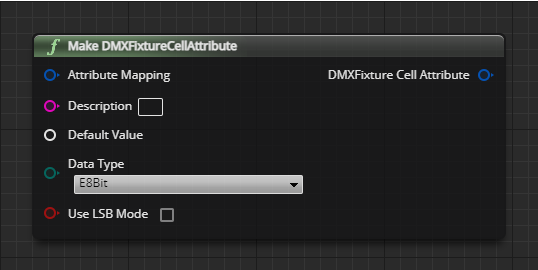 Make DMXFixtureCellAttribute
Attribute Mapping
DMXFixture Cell Attribute
Description
Default Value
Data Type
E8Bit
Use LSB Mode